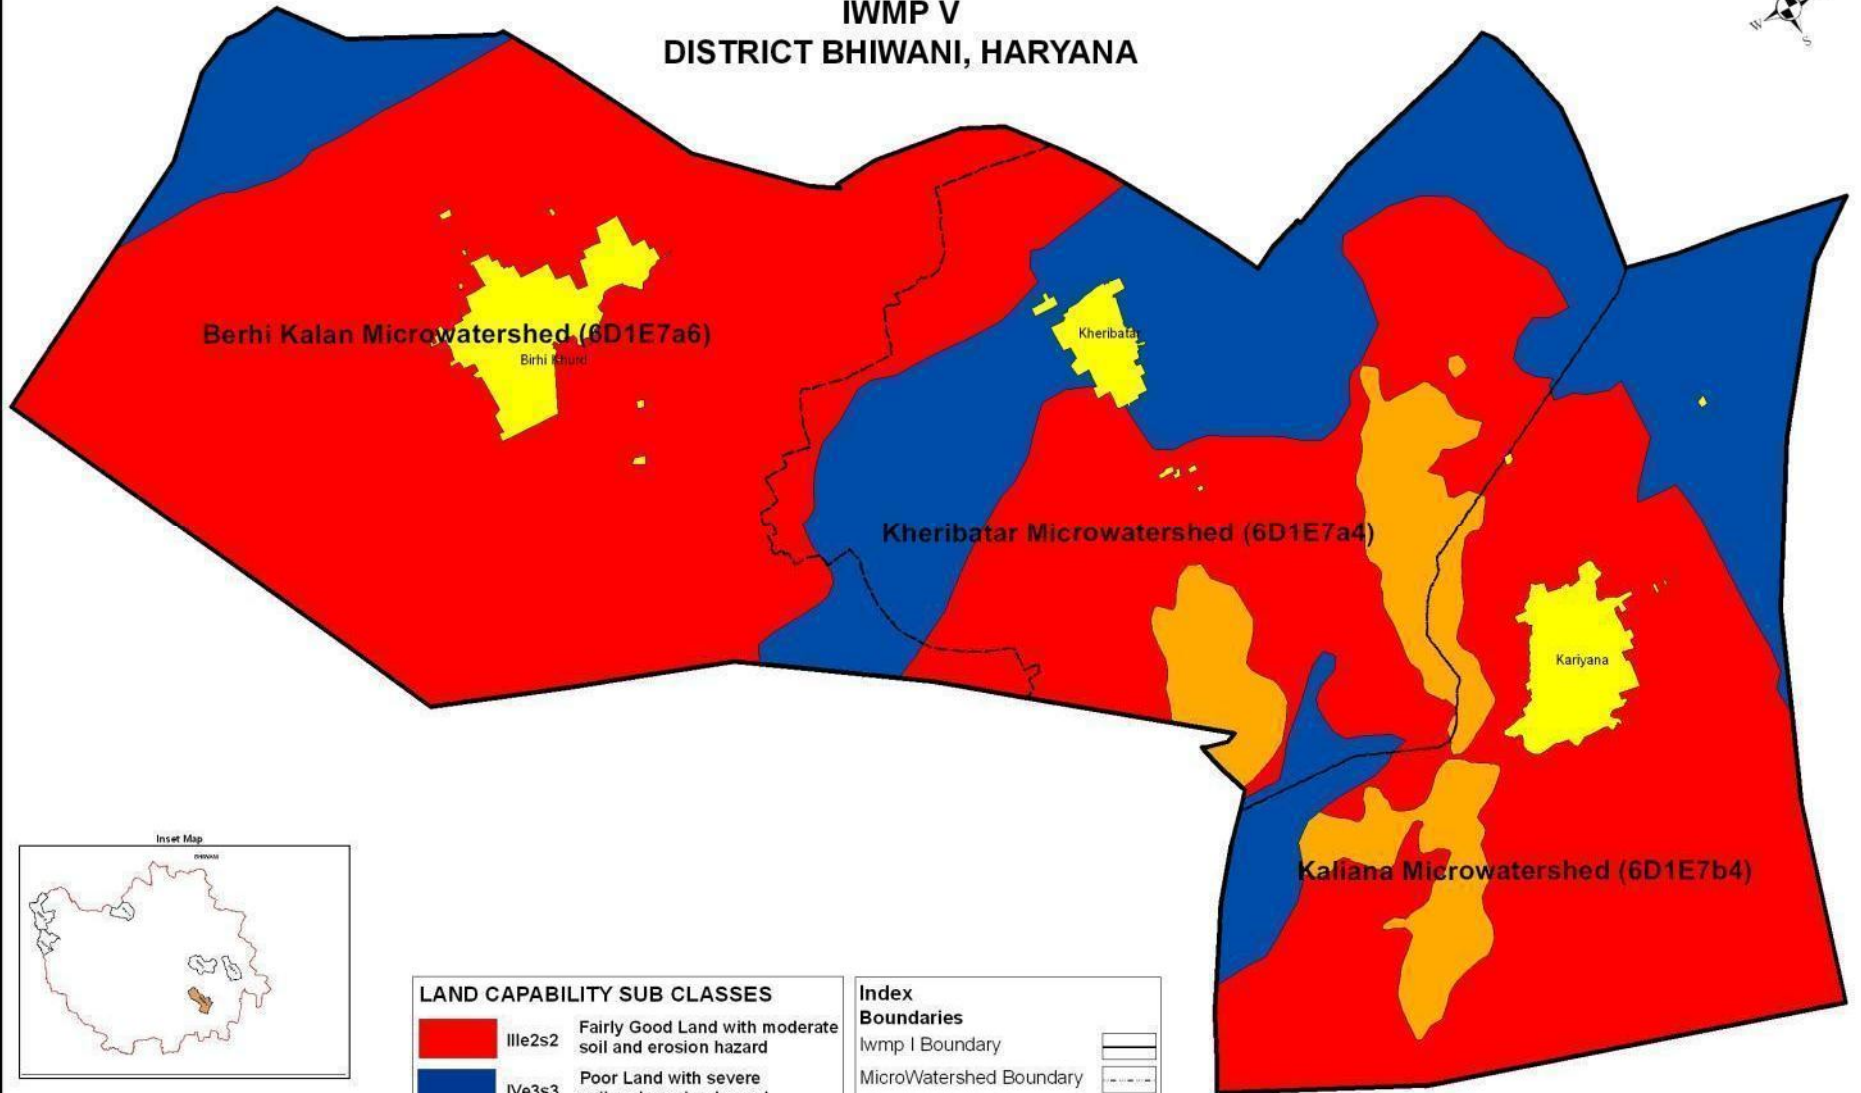 IWMP V
DISTRICT BHIWANI, HARYANA
W
S
Berhi Kalan Microwatershed (6D1E7a6)
Birhi Khurd
Kheribatar
Kheribatar Microwatershed (6D1E7a4)
Kariyana
Kaliana Microwatershed (6D1E7b4)
Inset Map
BHIWANI
LAND CAPABILITY SUB CLASSES
IIIe2s2 Fairly Good Land with moderate
soil and erosion hazard
IVe3s3 Poor Land with severe
Index
Boundaries
Iwmp I Boundary
MicroWatershed Boundary